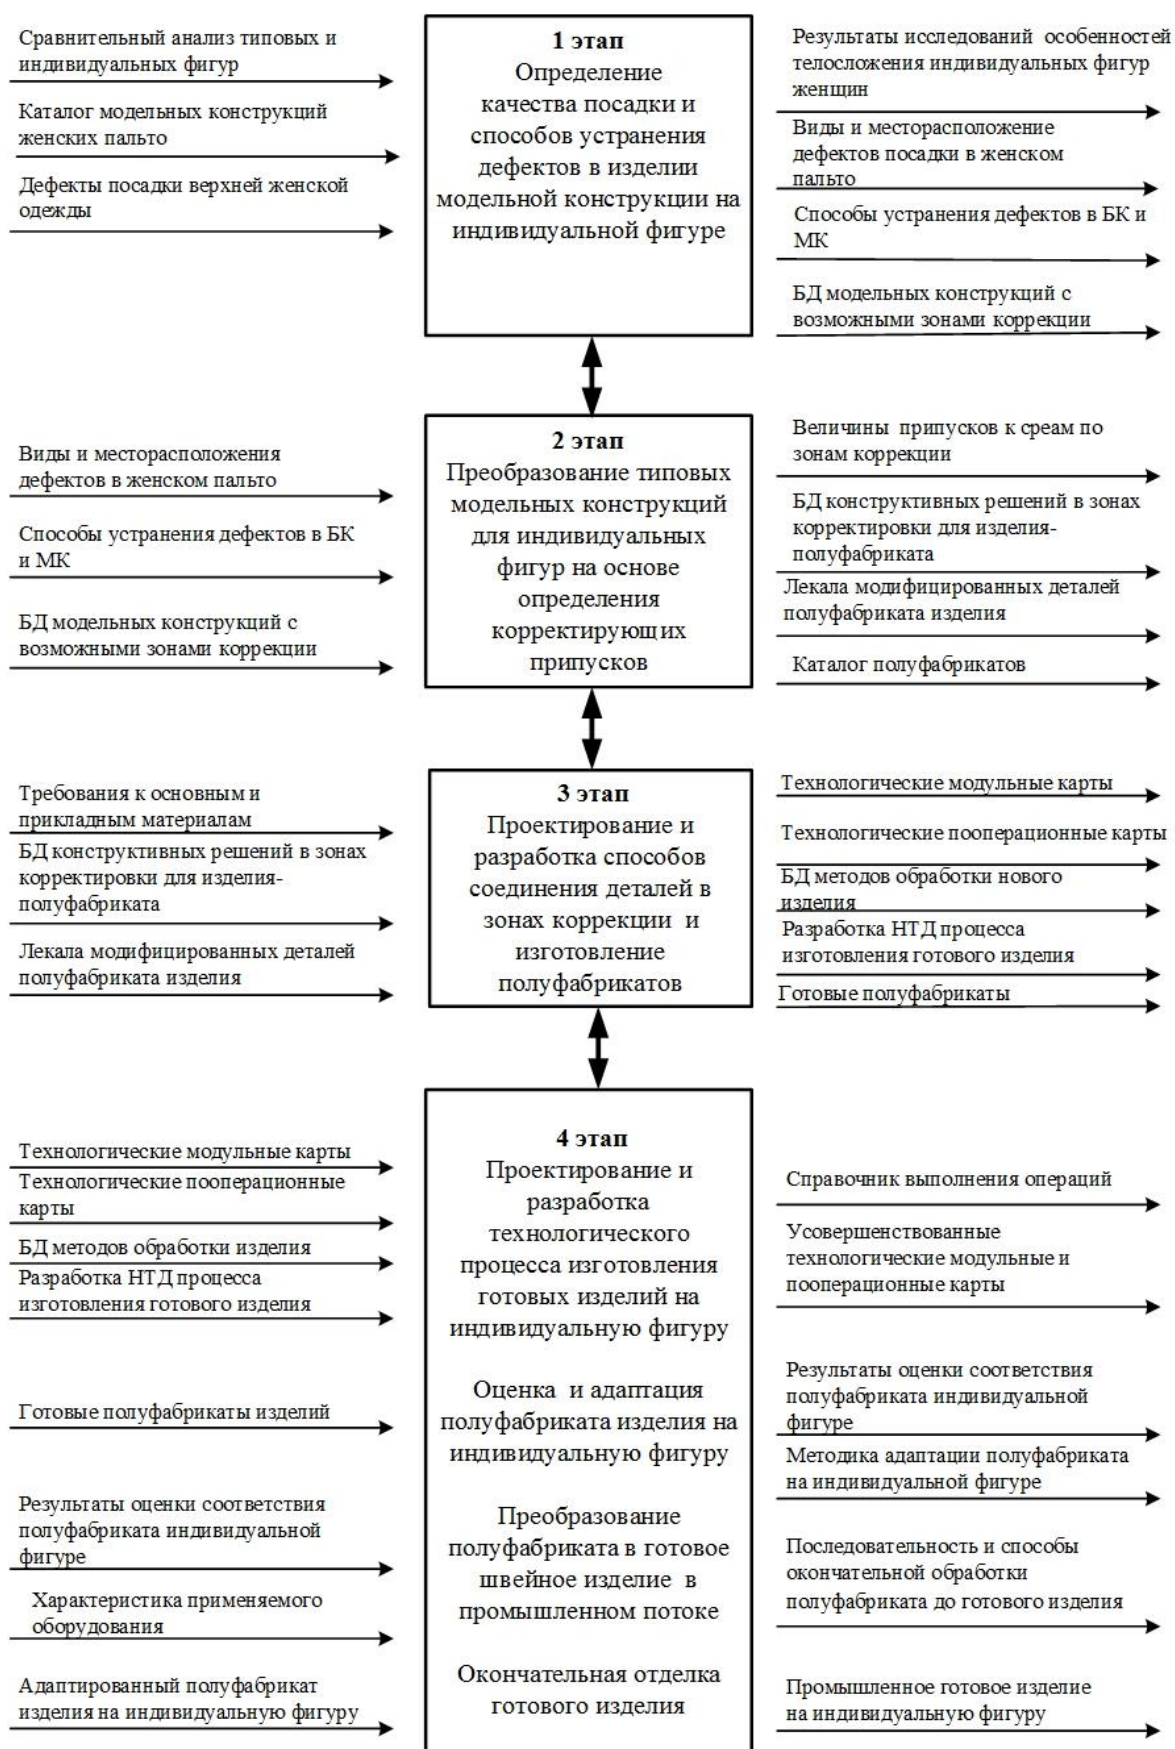 Сравнительный анализ типовых и
индивидуальных фигур
Каталог модельных конструкций
женских пальто
Дефекты посадки верхней женской
одежды
1 этап
Определение
качества посадки и
способов устранения
дефектов в изделии
модельной конструкции на
индивидуальной фигуре
Результаты исследований особенностей
телосложения индивидуальных фигур
женщин
Виды и месторасположение
дефектов посадки в женском
пальто
Способы устранения дефектов в БК и
МК
БД модельных конструкций с
возможными зонами коррекции
Виды и месторасположения
дефектов в женском пальто
Способы устранения дефектов в БК
и МК
БД модельных конструкций с
возможными зонами коррекции
2 этап
Преобразование типовых
модельных конструкций
для индивидуальных
фигур на основе
определения
корректирующих
припусков
Величины припусков к среам по
зонам коррекции
БД конструктивных решений в зонах
корректировки для изделия-
полуфабриката
Лекала модифицированных деталей
полуфабриката изделия
Каталог полуфабрикатов
Требования к основным и
прикладным материалам
БД конструктивных решений в зонах
корректировки для изделия-
полуфабриката
Лекала модифицированных деталей
полуфабриката изделия
3 этап
Проектирование и
разработка способов
соединения деталей в
зонах коррекции и
изготовление
полуфабрикатов
Технологические модульные карты
Технологические пооперационные карты
БД методов обработки нового
изделия
Разработка НТД процесса
изготовления готового изделия
Готовые полуфабрикаты
Технологические модульные карты
Технологические пооперационные
карты
БД методов обработки изделия
Разработка НТД процесса
изготовления готового изделия
Готовые полуфабрикаты изделий
Результаты оценки соответствия
полуфабриката индивидуальной
фигуре
Характеристика применяемого
оборудования
Адаптированный полуфабрикат
изделия на индивидуальную фигуру
4 этап
Проектирование и
разработка
технологического
процесса изготовления
готовых изделий на
индивидуальную фигуру
Оценка и адаптация
полуфабриката изделия на
индивидуальную фигуру
Преобразование
полуфабриката в готовое
швейное изделие в
промышленном потоке
Окончательная отделка
готового изделия
Справочник выполнения операций
Усовершенствованные
технологические модульные и
пооперационные карты
Результаты оценки соответствия
полуфабриката индивидуальной
фигуре
Методика адаптации полуфабриката
на индивидуальной фигуре
Последовательность и способы
окончательной обработки
полуфабриката до готового изделия
Промышленное готовое изделие
на индивидуальную фигуру